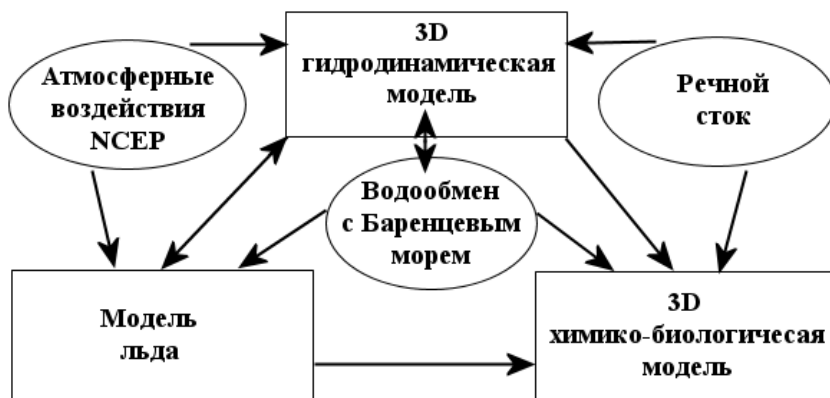 3D
гидродинамическая
модель
Атмосферные
воздействия
NCEP
Речной
сток
Водообмен
с Баренцевым
морем
Модель
льда
3D
химико-биологичесая
модель